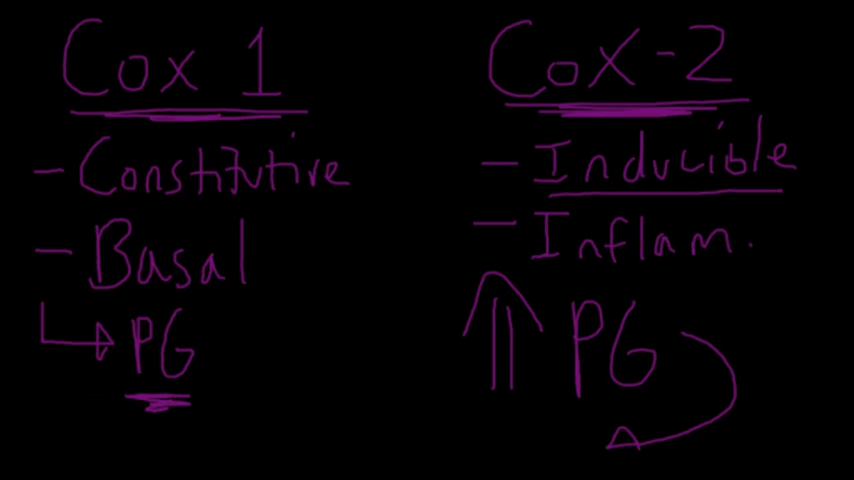 Cox 1
- Constitutive
- Basal
PG
Cox-2
- Inducible
- Inflam.
PG